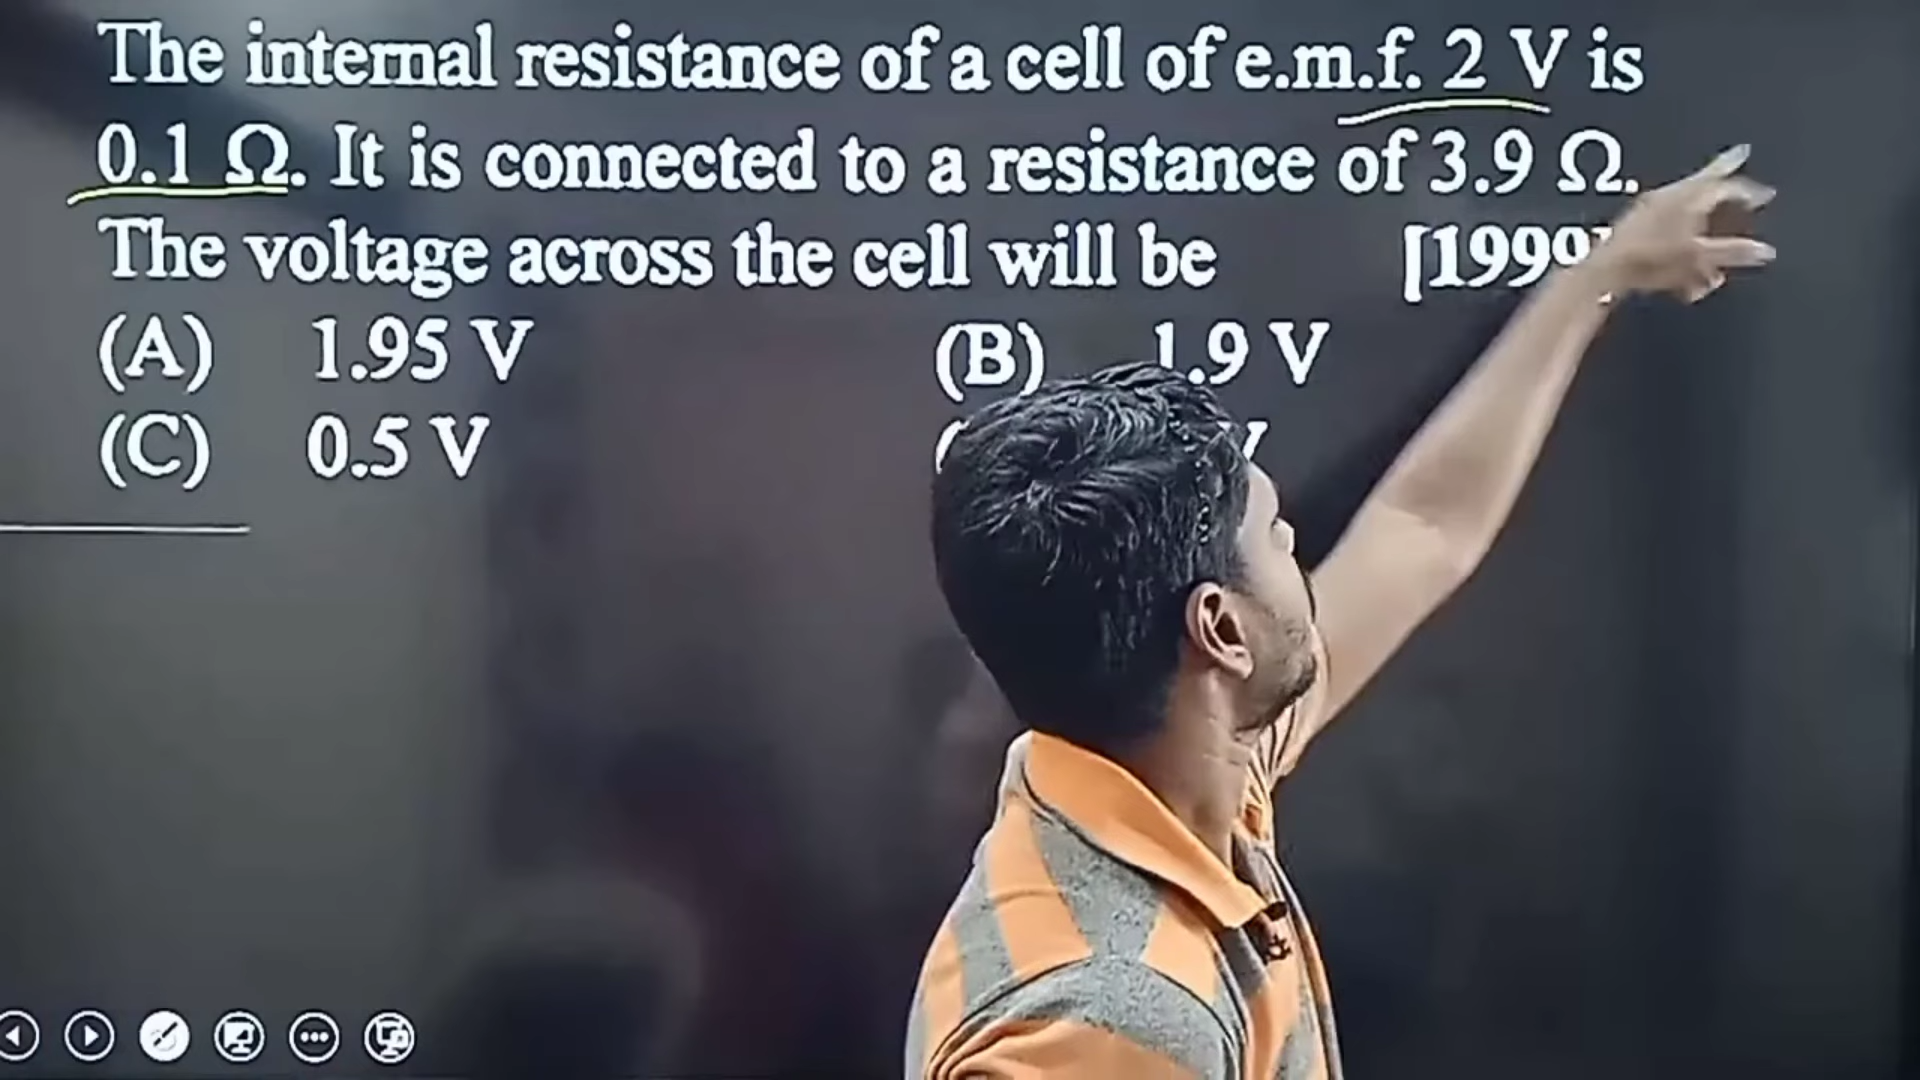 The internal resistance of a cell of e.m.f. 2 V is
0.1 Ω. It is connected to a resistance of 3.9 Ω.
The voltage across the cell will be [1999]
(A) 1.95 V (B) 1.9 V
(C) 0.5 V V